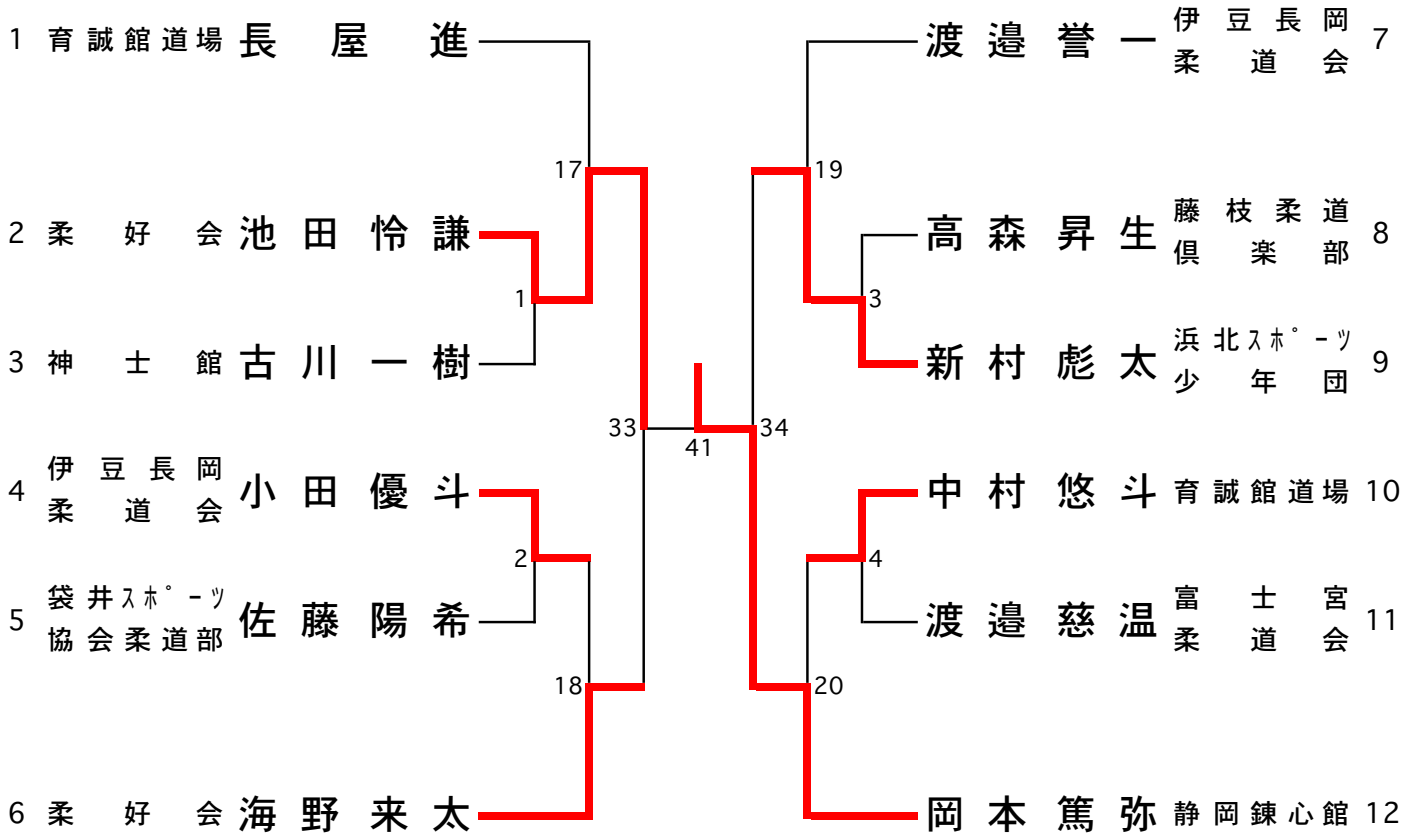 1 育誠館道場 長屋進
17
2 柔好会 池田怜謙
1
3 神士館 古川一樹
33
4 伊豆長岡柔道会 小田優斗
2
5 袋井ｽﾎﾟｰﾂ協会柔道部 佐藤陽希
18
6 柔好会 海野来太
41
渡邉誉一 伊豆長岡柔道会 7
19
高森昇生 藤枝柔道倶楽部 8
3
新村彪太 浜北ｽﾎﾟｰﾂ少年団 9
34
中村悠斗 育誠館道場 10
4
渡邉慈温 富士宮柔道会 11
20
岡本篤弥 静岡錬心館 12